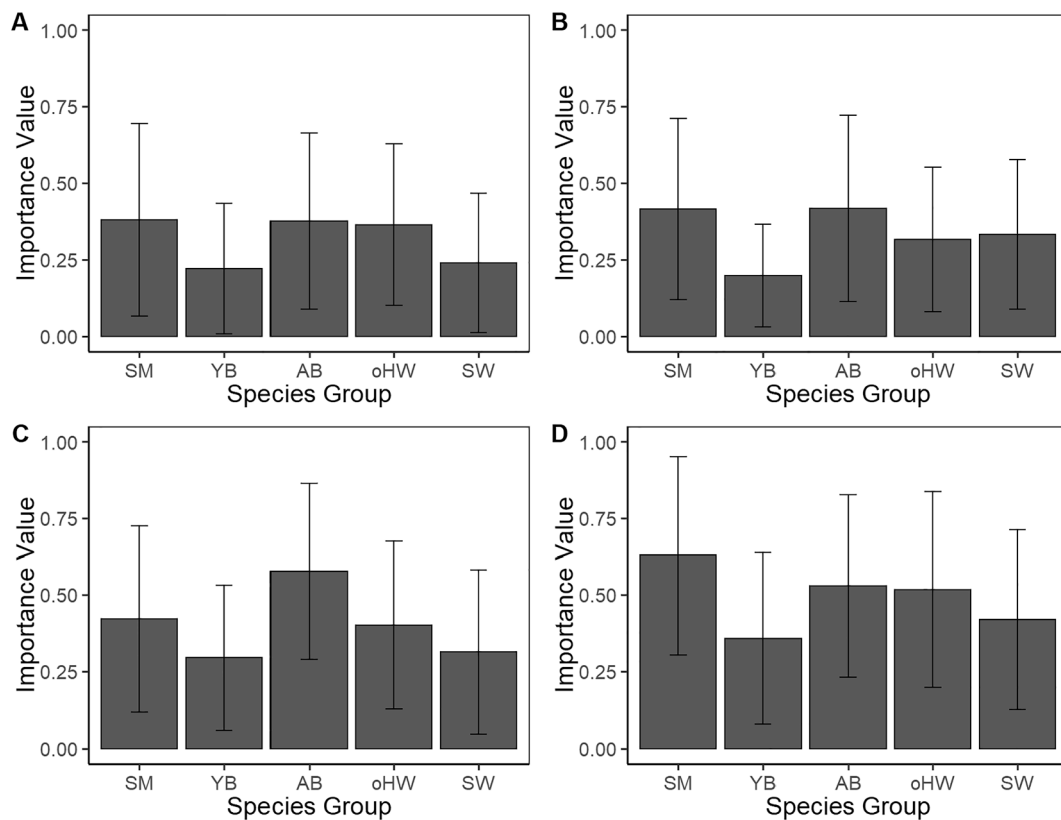 A
Importance Value
1.00
0.75
0.50
0.25
0.00
SM YB AB oHW SW
Species Group
B
Importance Value
1.00
0.75
0.50
0.25
0.00
SM YB AB oHW SW
Species Group
C
Importance Value
1.00
0.75
0.50
0.25
0.00
SM YB AB oHW SW
Species Group
D
Importance Value
1.00
0.75
0.50
0.25
0.00
SM YB AB oHW SW
Species Group